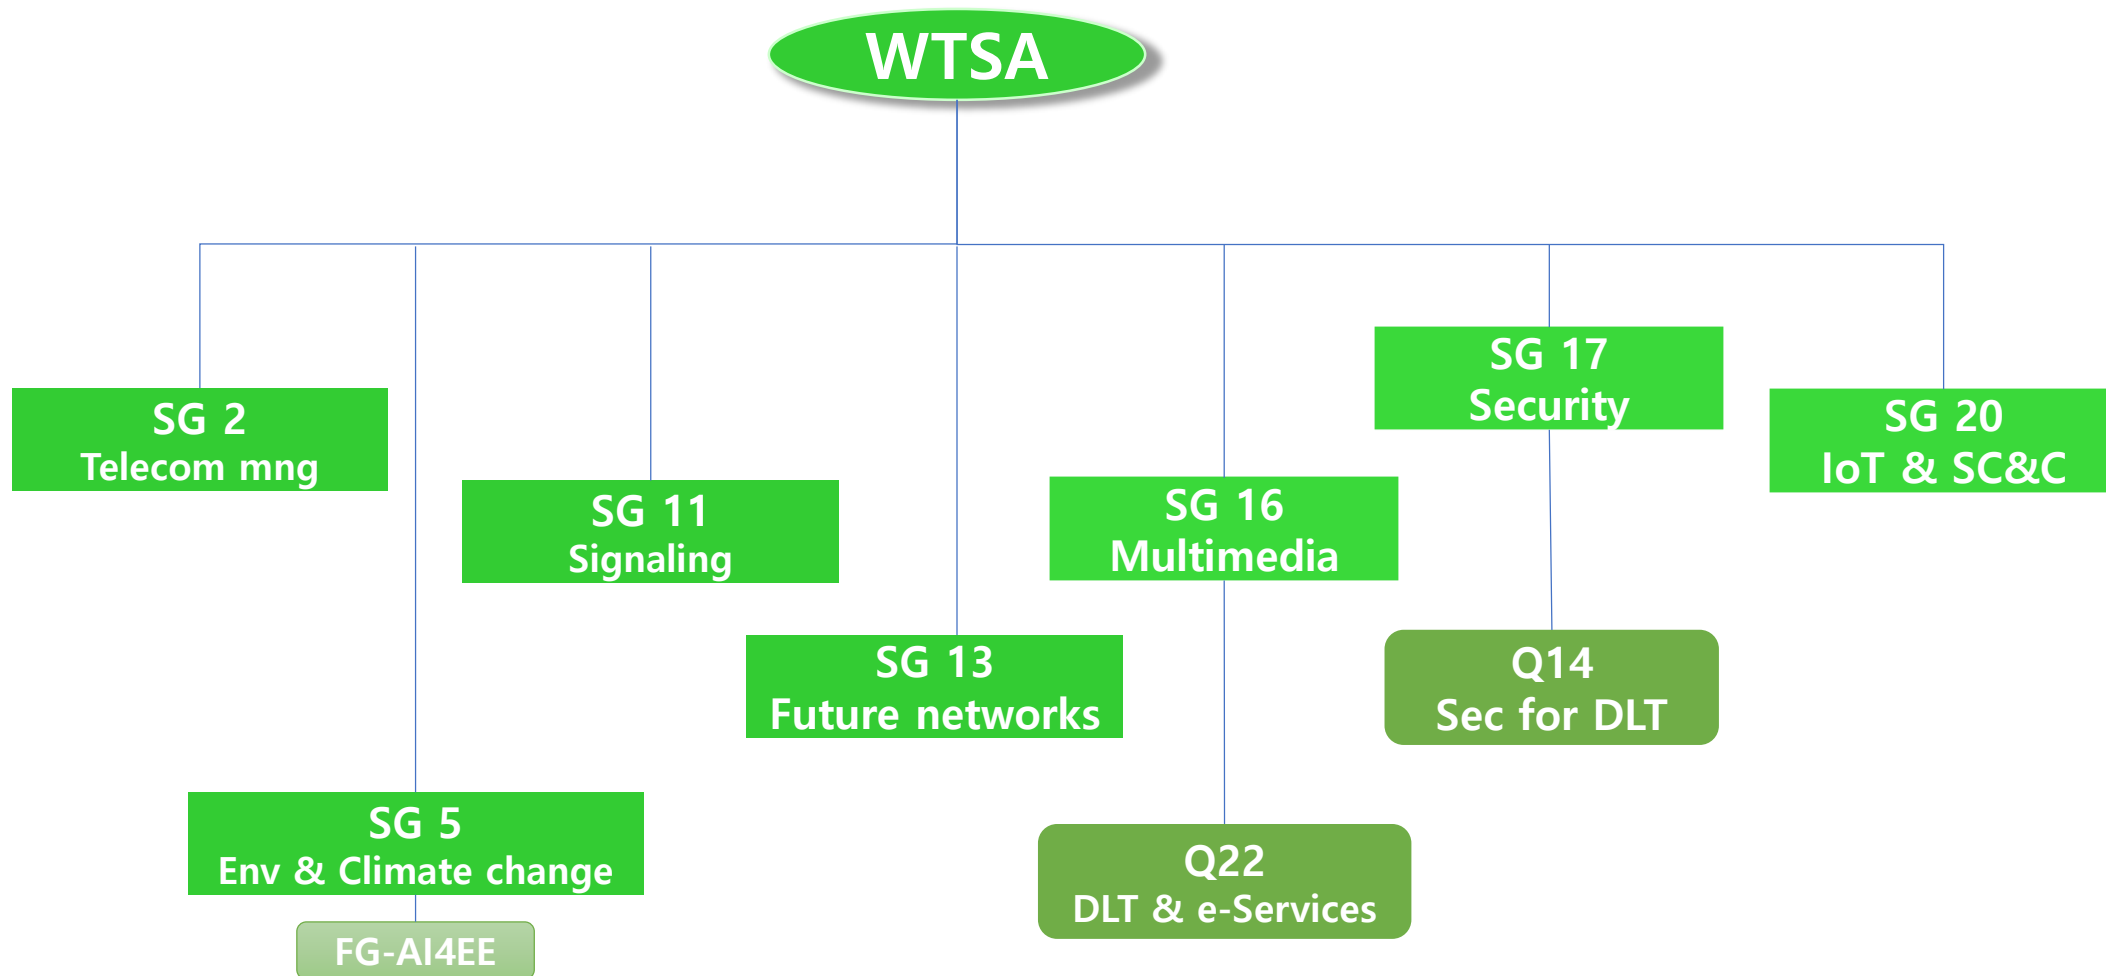 WTSA
SG 2
Telecom mng
SG 5
Env & Climate change
FG-AI4EE
SG 11
Signaling
SG 13
Future networks
SG 16
Multimedia
Q22
DLT & e-Services
SG 17
Security
Q14
Sec for DLT
SG 20
IoT & SC&C